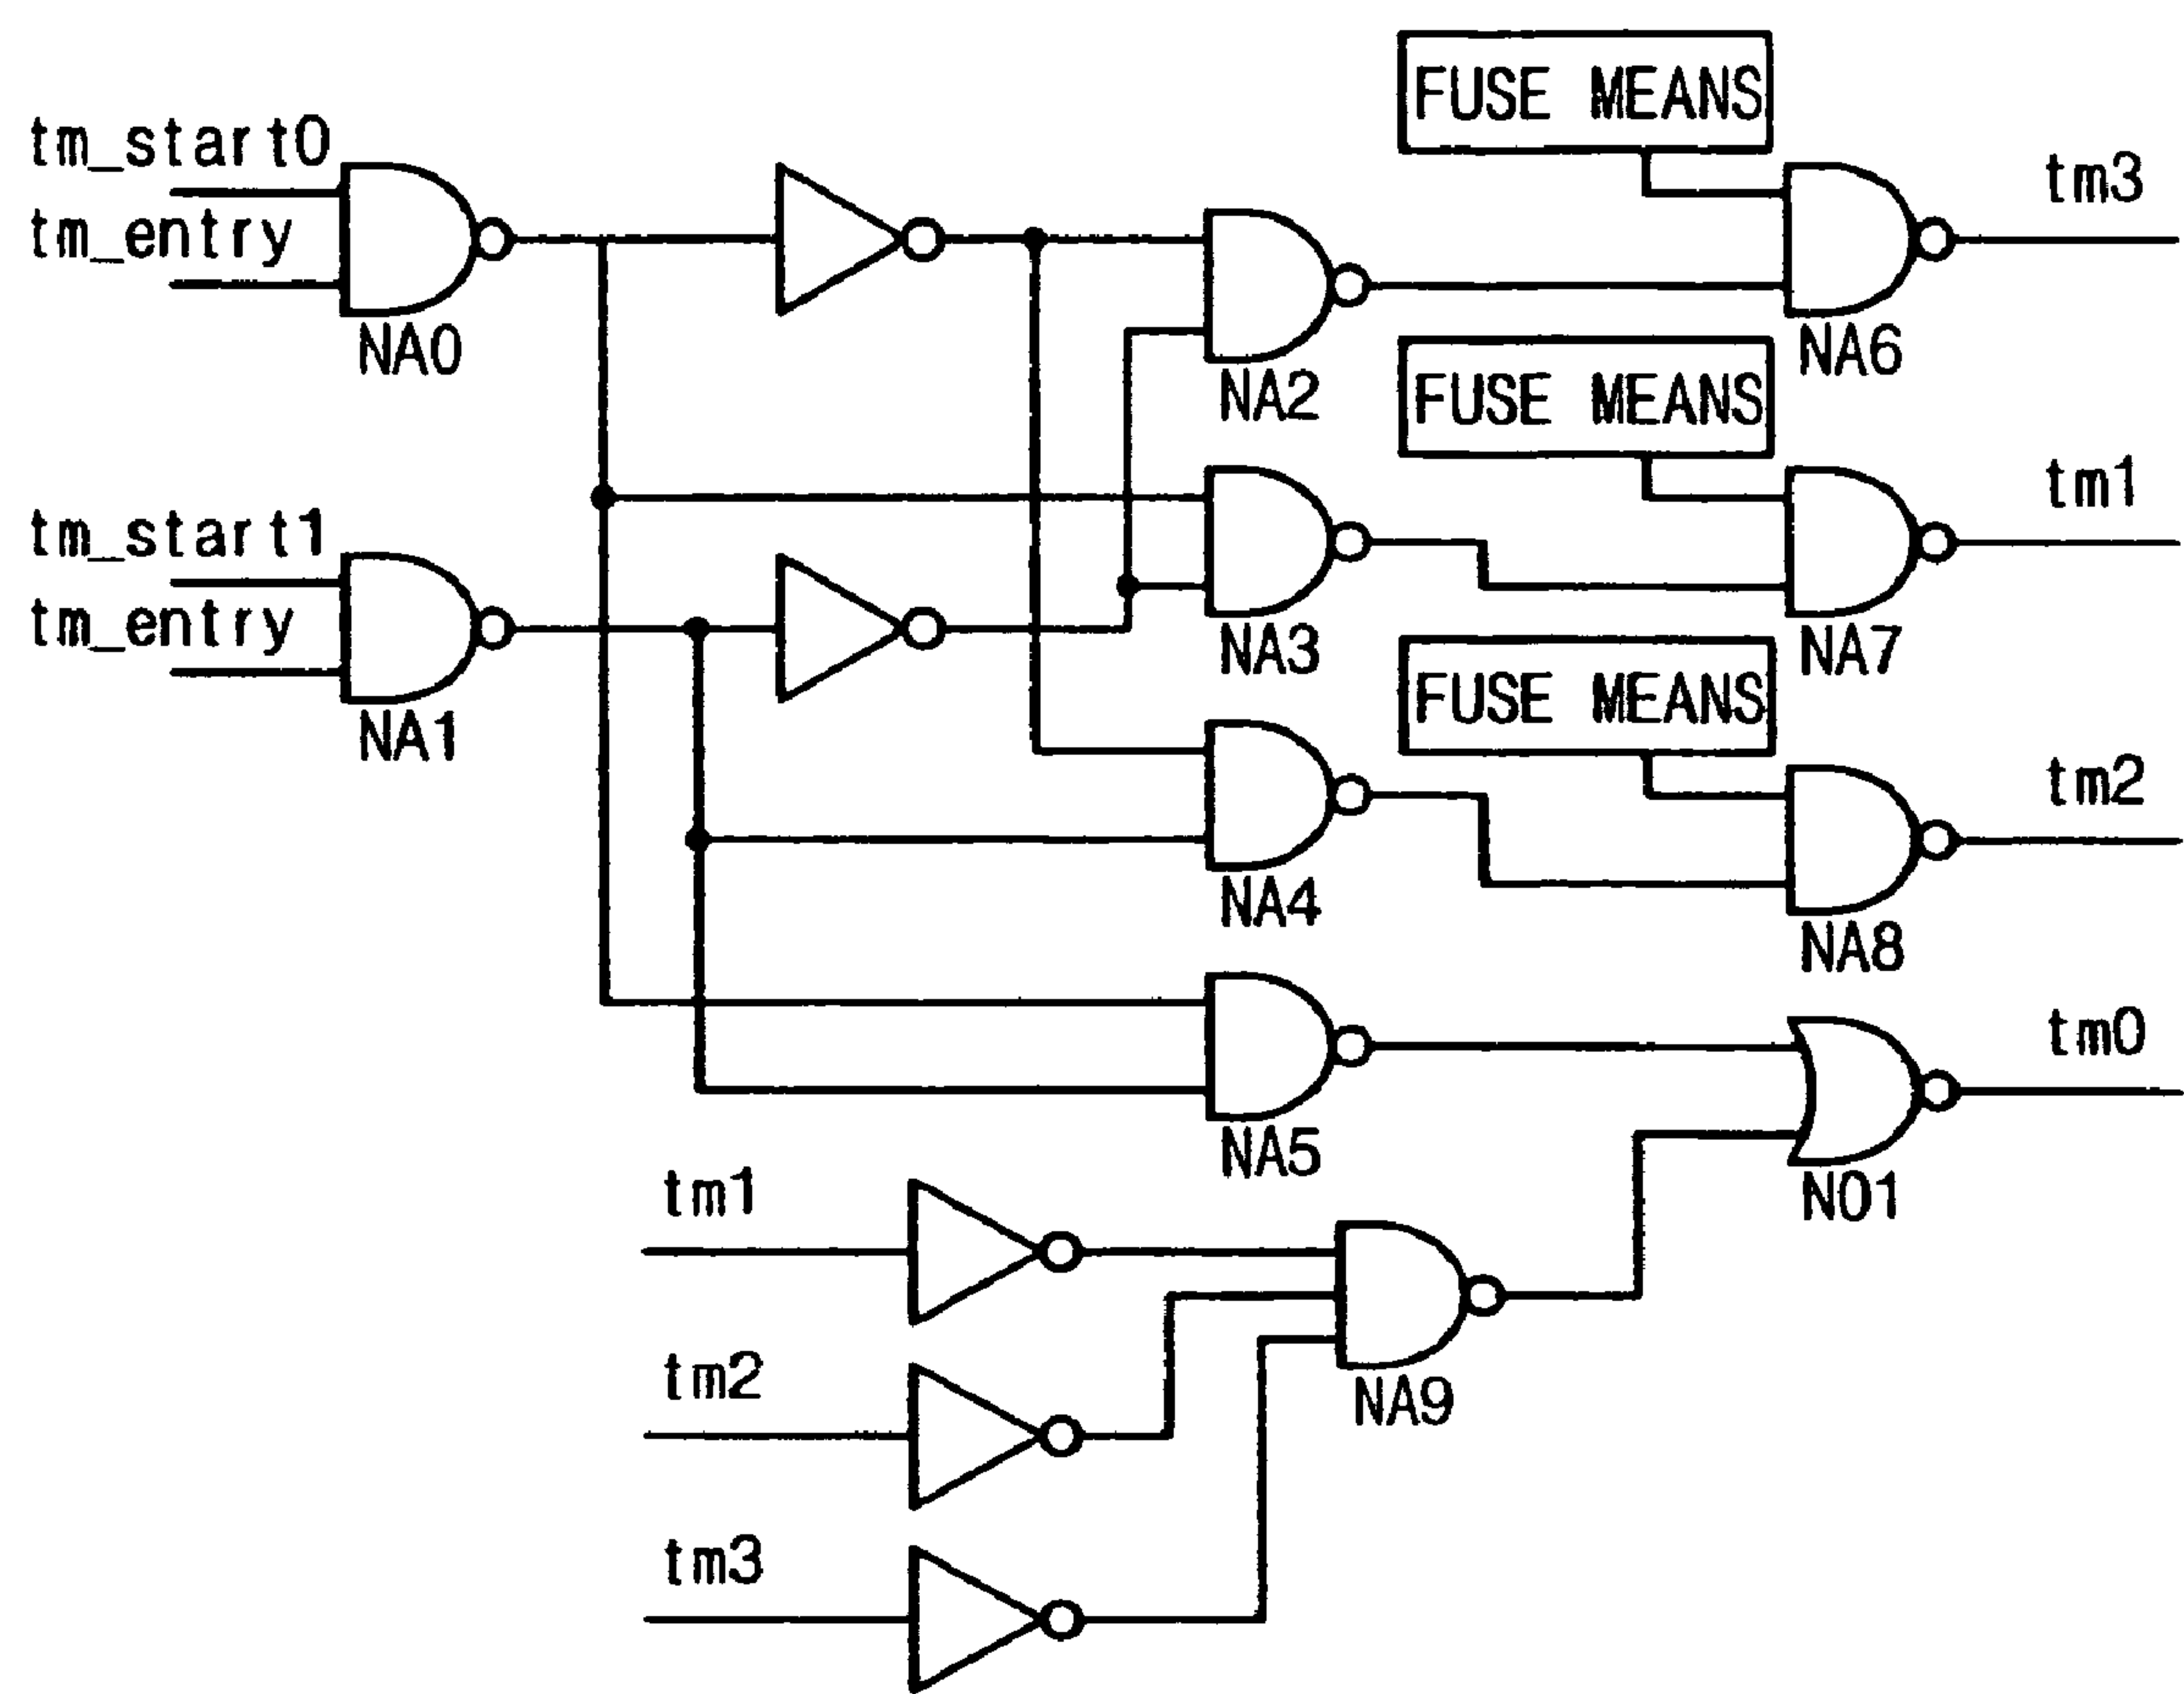 FUSE MEANS
tm_start0
tm_entry
NA0
NA2
tm3
NA6
FUSE MEANS
tm_start1
tm_entry
NA1
NA3
tm1
NA7
FUSE MEANS
NA4
tm2
NA8
NA5
tm0
NO1
tm1
NA9
tm2
tm3